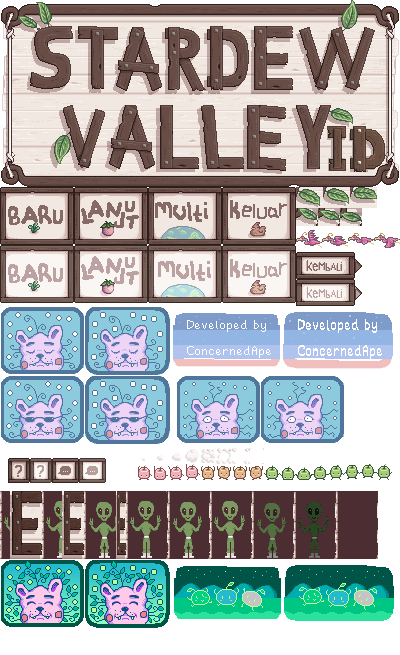 STARDEW
VALLEY ID
BARU LANJUT Multi Keluar
BARU LANJUT Multi Keluar
KEMBALI
KEMBALI
Developed by Developed by
ConcernedApe ConcernedApe
? ? ... ...
E E